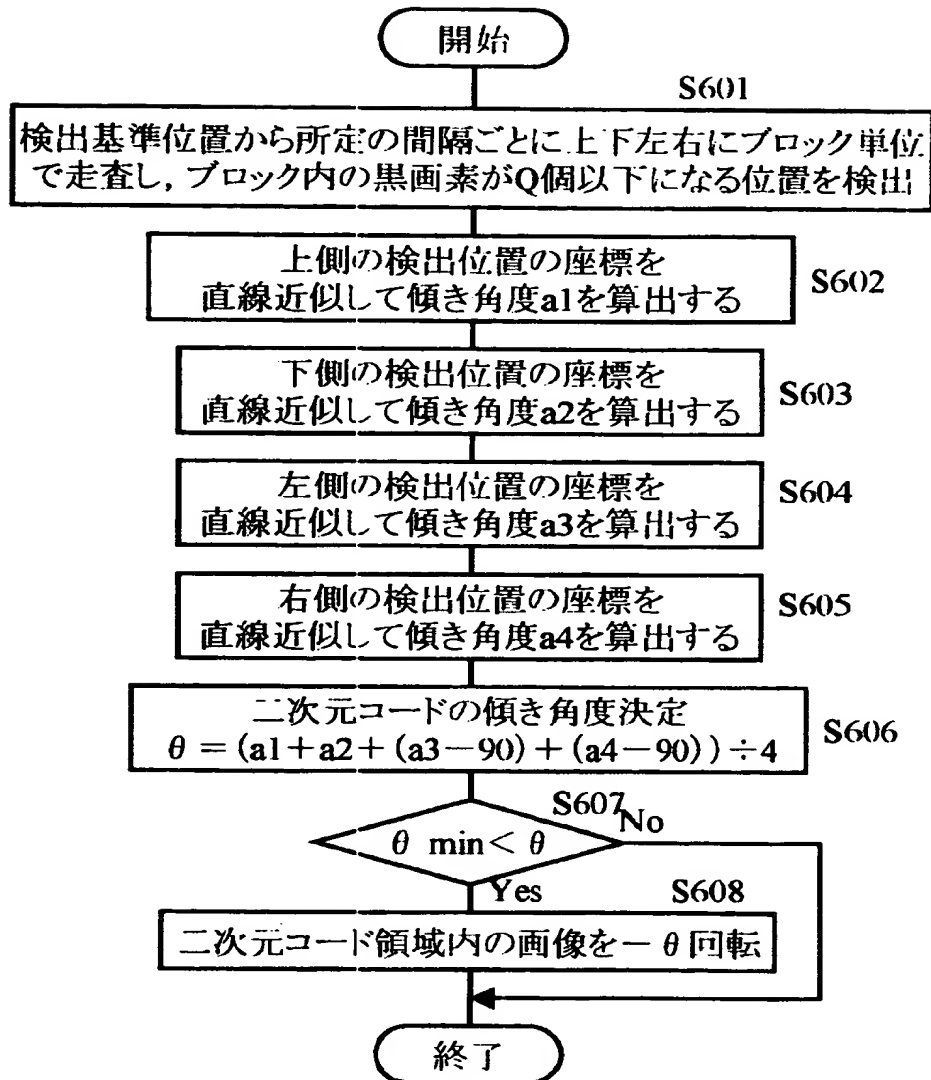 開始
S601
検出基準位置から所定の間隔ごとに上下左右にブロック単位
で走査し，ブロック内の黒画素がQ個以下になる位置を検出
上側の検出位置の座標を
直線近似して傾き角度a1を算出する
S602
下側の検出位置の座標を
直線近似して傾き角度a2を算出する
S603
左側の検出位置の座標を
直線近似して傾き角度a3を算出する
S604
右側の検出位置の座標を
直線近似して傾き角度a4を算出する
S605
二次元コードの傾き角度決定
θ＝(a1＋a2＋(a3－90)＋(a4－90))÷4
S606
S607
No
θ min＜ θ
Yes
S608
二次元コード領域内の画像を－θ回転
終了